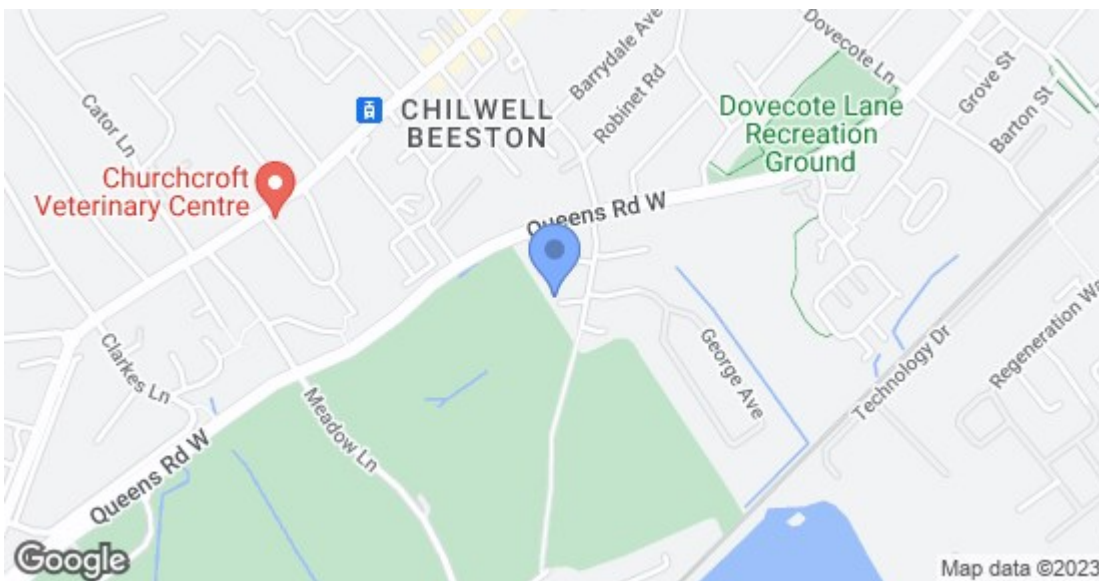 Dovecote Ln
Barrydale Ave
Grove St
Cator Ln
Robinet Rd
CHILWELL
BEESTON
Dovecote Lane
Recreation
Ground
Barton St
Churchcroft
Veterinary Centre
Queens Rd W
Regeneration Wa
George Ave
Technology Dr
Clarkes Ln
Meadow Ln
Queens Rd W
Google
Map data ©2023